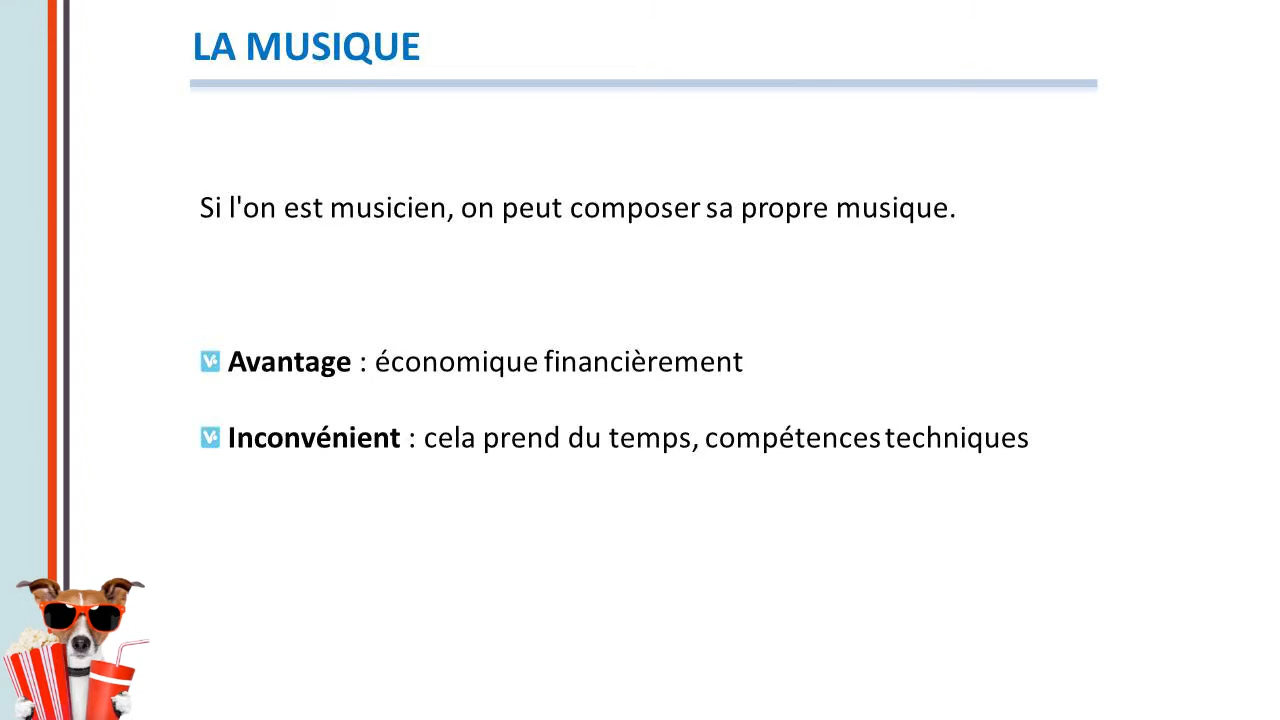 LA MUSIQUE
Si l'on est musicien, on peut composer sa propre musique.
Avantage : économique financièrement
Inconvénient : cela prend du temps, compétences techniques